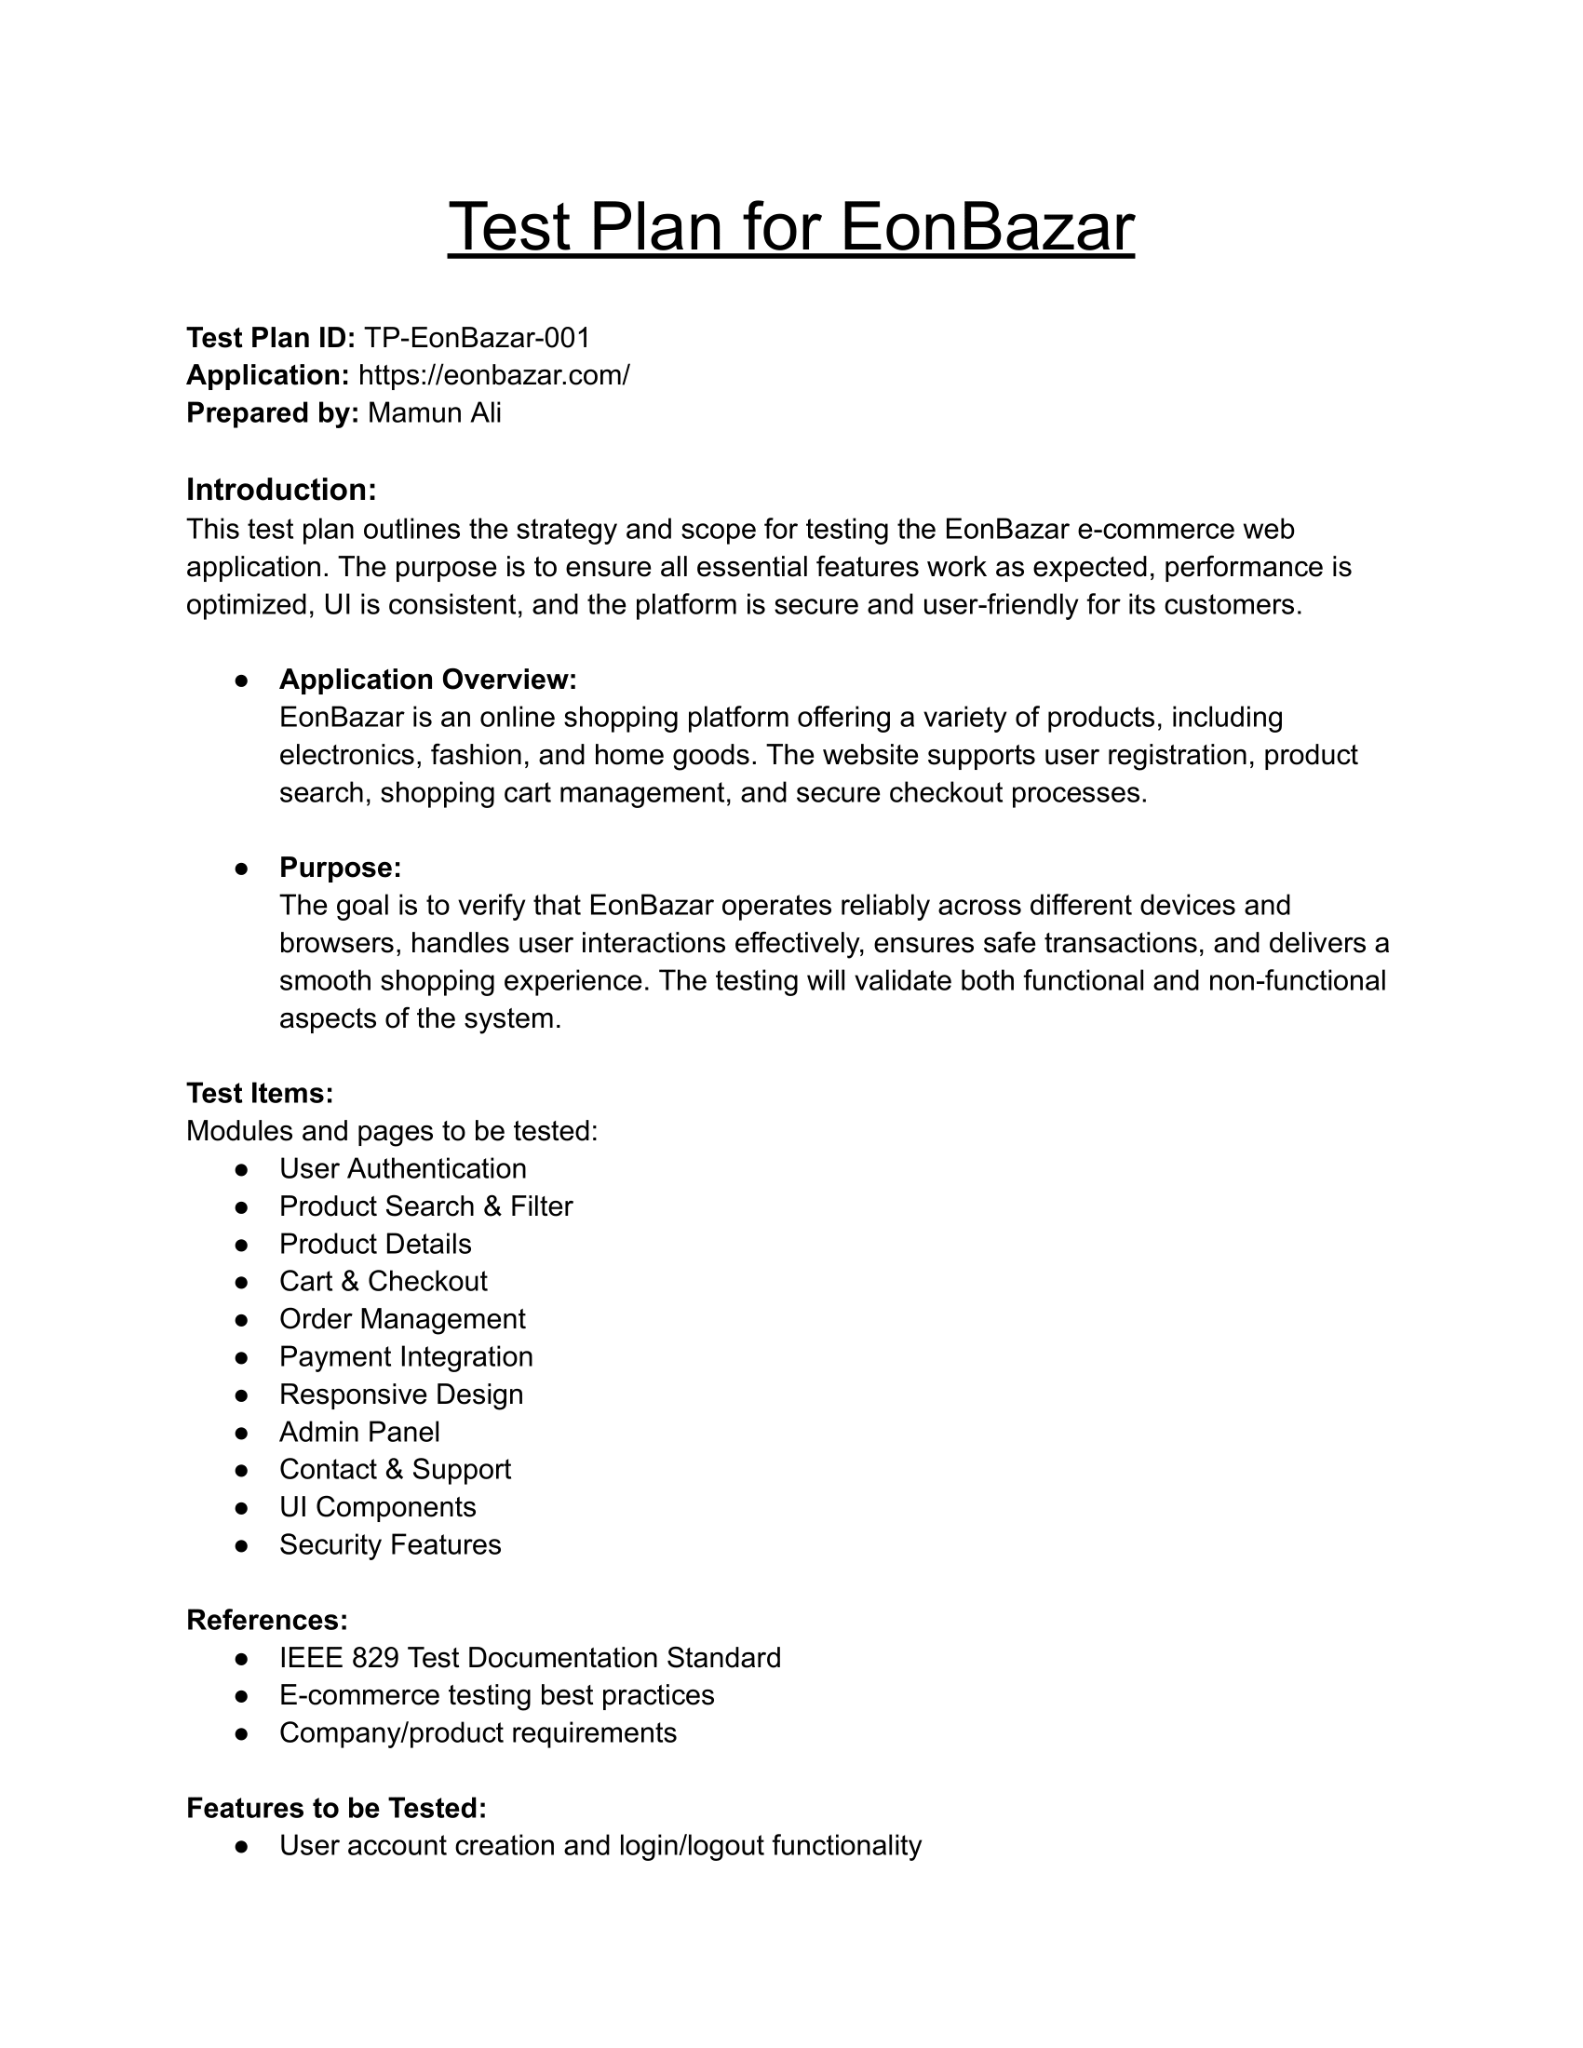 Test Plan for EonBazar
Test Plan ID: TP-EonBazar-001
Application: https://eonbazar.com/
Prepared by: Mamun Ali
Introduction:
This test plan outlines the strategy and scope for testing the EonBazar e-commerce web
application. The purpose is to ensure all essential features work as expected, performance is
optimized, UI is consistent, and the platform is secure and user-friendly for its customers.
● Application Overview:
EonBazar is an online shopping platform offering a variety of products, including
electronics, fashion, and home goods. The website supports user registration, product
search, shopping cart management, and secure checkout processes.
● Purpose:
The goal is to verify that EonBazar operates reliably across different devices and
browsers, handles user interactions effectively, ensures safe transactions, and delivers a
smooth shopping experience. The testing will validate both functional and non-functional
aspects of the system.
Test Items:
Modules and pages to be tested:
● User Authentication
● Product Search & Filter
● Product Details
● Cart & Checkout
● Order Management
● Payment Integration
● Responsive Design
● Admin Panel
● Contact & Support
● UI Components
● Security Features
References:
● IEEE 829 Test Documentation Standard
● E-commerce testing best practices
● Company/product requirements
Features to be Tested:
● User account creation and login/logout functionality